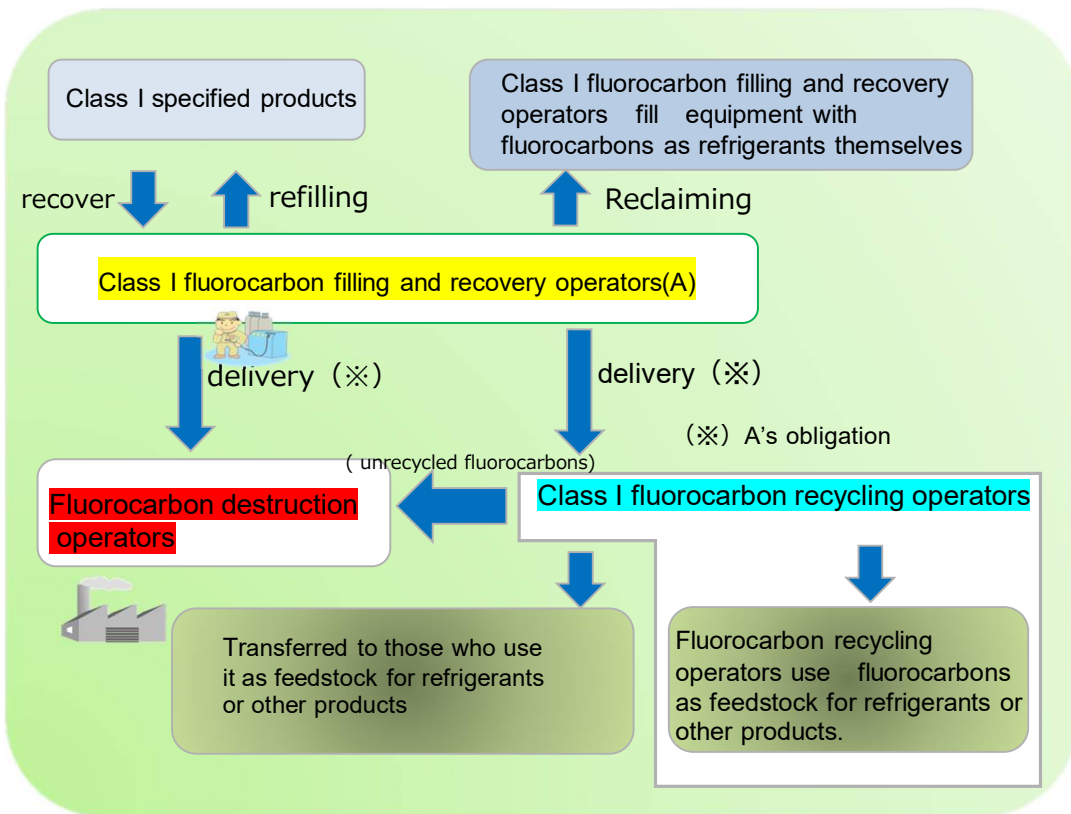 Class I specified products
Class I fluorocarbon filling and recovery
operators fill equipment with
fluorocarbons as refrigerants themselves
recover
refilling
Reclaiming
Class I fluorocarbon filling and recovery operators(A)
delivery（※）
delivery（※）
（※）A's obligation
( unrecycled fluorocarbons)
Fluorocarbon destruction
operators
Class I fluorocarbon recycling operators
Transferred to those who use
it as feedstock for refrigerants
or other products
Fluorocarbon recycling
operators use fluorocarbons
as feedstock for refrigerants or
other products.